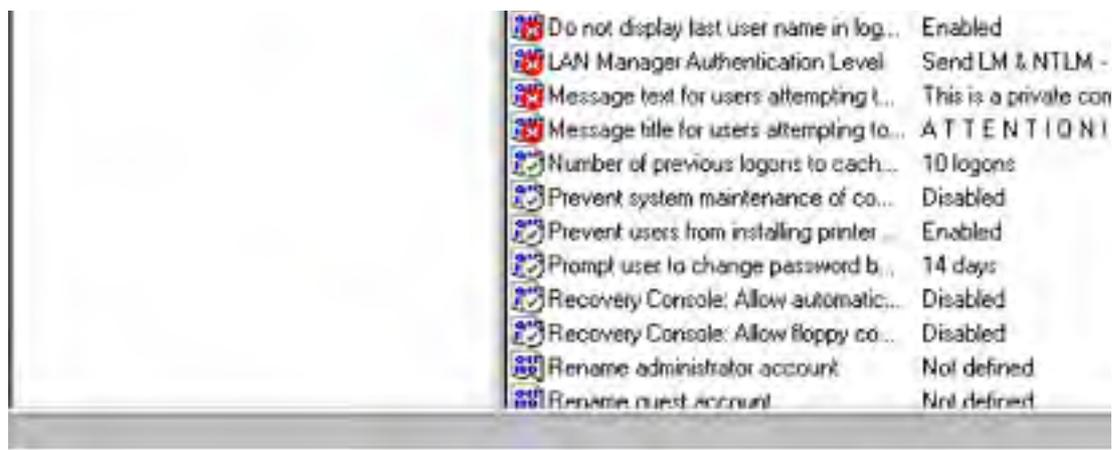 Do not display last user name in log... Enabled
LAN Manager Authentication Level Send LM & NTLM -
Message text for users attempting t... This is a private com
Message title for users attempting to... A T T E N T I O N !
Number of previous logons to cach... 10 logons
Prevent system maintenance of co... Disabled
Prevent users from installing printer ... Enabled
Prompt user to change password b... 14 days
Recovery Console: Allow automatic... Disabled
Recovery Console: Allow floppy co... Disabled
Rename administrator account Not defined
Rename guest account Not defined